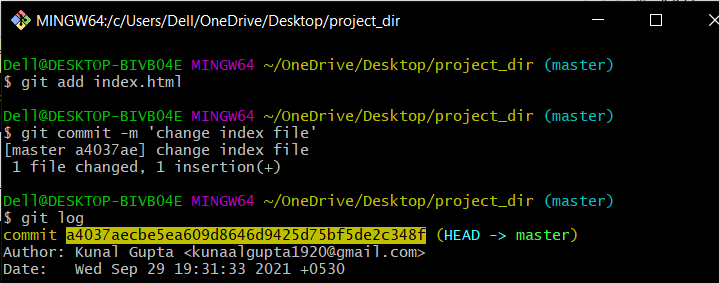 MINGW64:/c/Users/Dell/OneDrive/Desktop/project_dir
Dell@DESKTOP-BIVB04E MINGW64 ~/OneDrive/Desktop/project_dir (master)
$ git add index.html
Dell@DESKTOP-BIVB04E MINGW64 ~/OneDrive/Desktop/project_dir (master)
$ git commit -m 'change index file'
[master a4037ae] change index file
 1 file changed, 1 insertion(+)
Dell@DESKTOP-BIVB04E MINGW64 ~/OneDrive/Desktop/project_dir (master)
$ git log
commit a4037aecbe5ea609d8646d9425d75bf5de2c348f (HEAD -> master)
Author: Kunal Gupta <kunaalgupta1920@gmail.com>
Date:   Wed Sep 29 19:31:33 2021 +0530